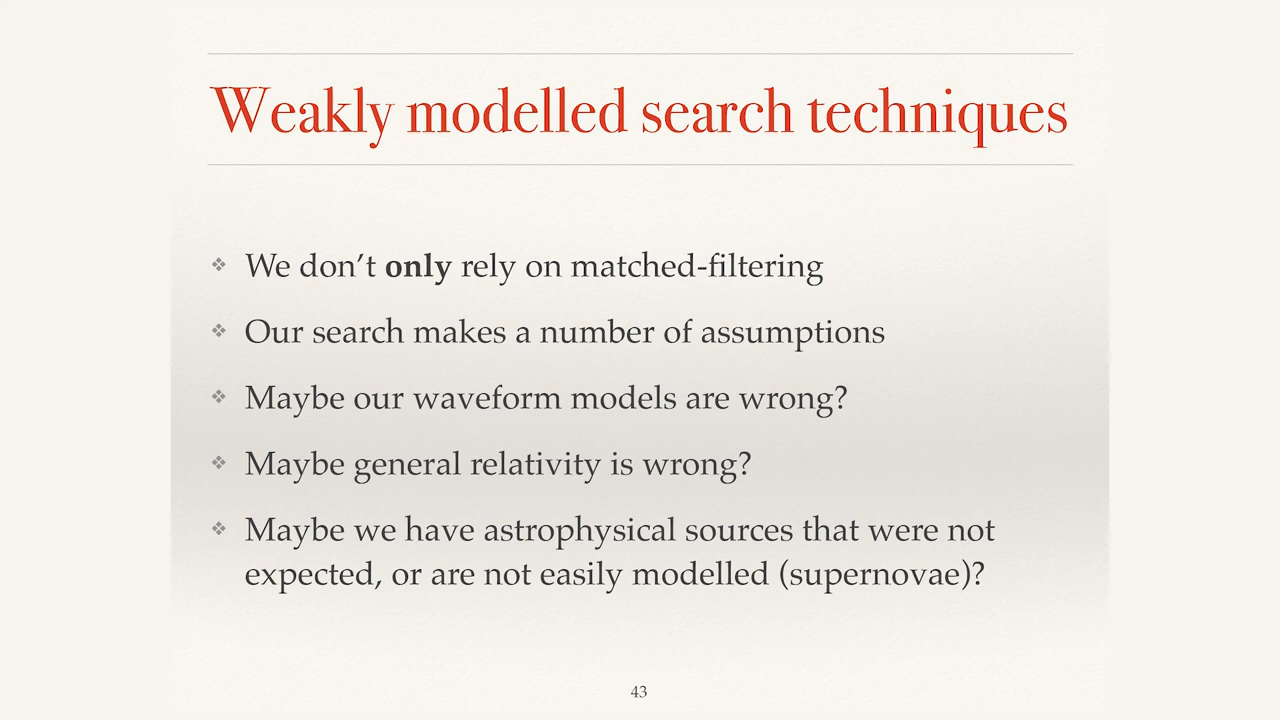 Weakly modelled search techniques
❖ We don’t only rely on matched-filtering
❖ Our search makes a number of assumptions
❖ Maybe our waveform models are wrong?
❖ Maybe general relativity is wrong?
❖ Maybe we have astrophysical sources that were not
expected, or are not easily modelled (supernovae)?
43